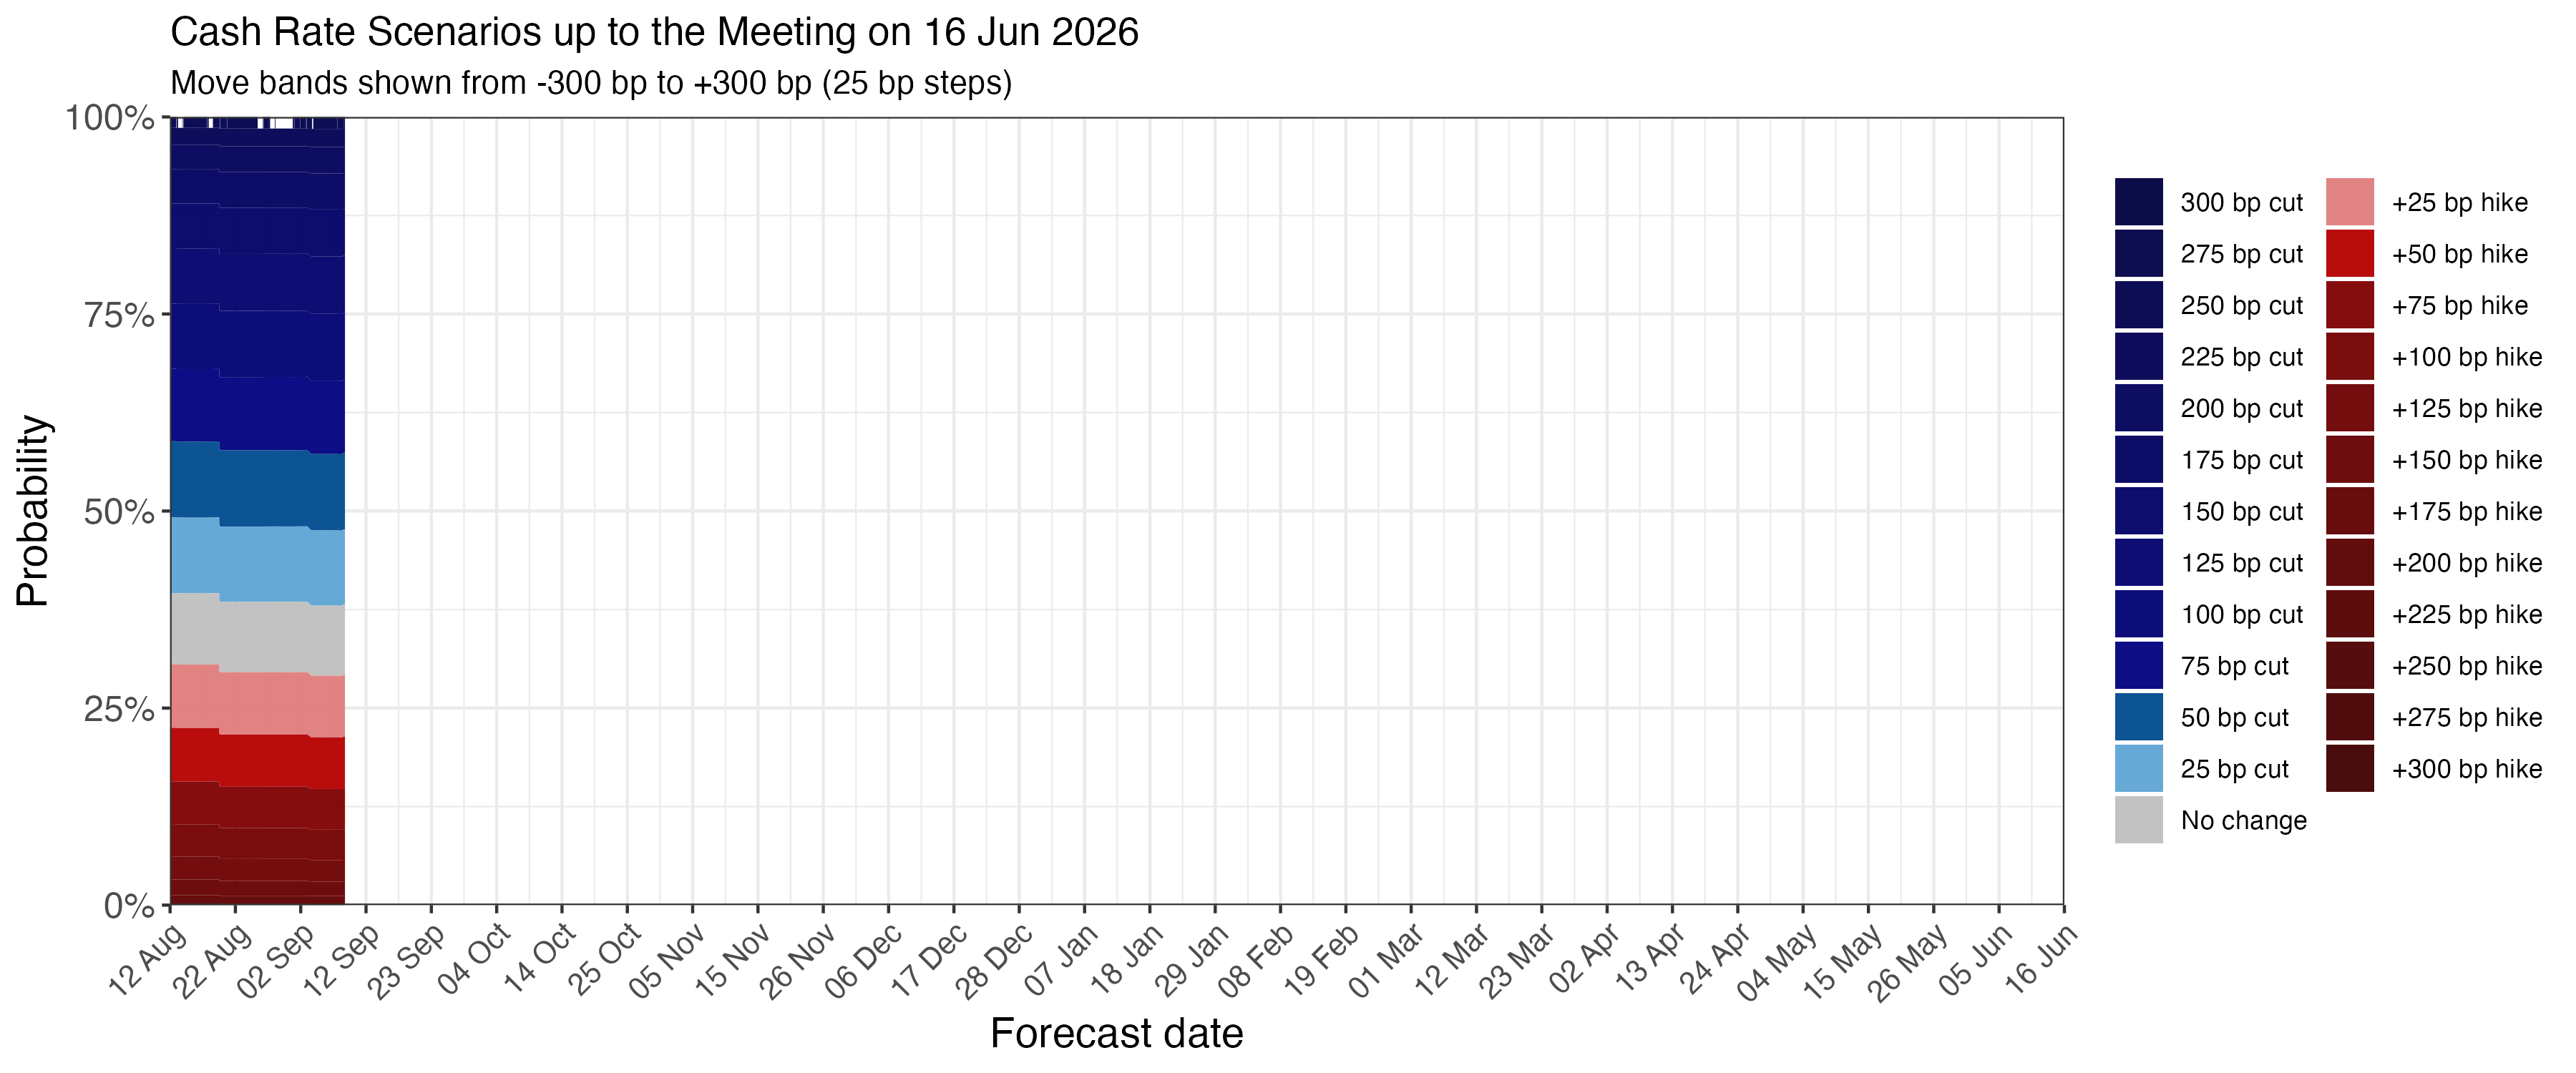 Cash Rate Scenarios up to the Meeting on 16 Jun 2026
Move bands shown from -300 bp to +300 bp (25 bp steps)
Probability
100%
75%
50%
25%
0%
12 Aug
22 Aug
02 Sep
12 Sep
23 Sep
04 Oct
14 Oct
25 Oct
05 Nov
15 Nov
26 Nov
06 Dec
17 Dec
28 Dec
07 Jan
18 Jan
29 Jan
08 Feb
19 Feb
01 Mar
12 Mar
23 Mar
02 Apr
13 Apr
24 Apr
04 May
15 May
26 May
05 Jun
16 Jun
Forecast date
300 bp cut
275 bp cut
250 bp cut
225 bp cut
200 bp cut
175 bp cut
150 bp cut
125 bp cut
100 bp cut
75 bp cut
50 bp cut
25 bp cut
No change
+25 bp hike
+50 bp hike
+75 bp hike
+100 bp hike
+125 bp hike
+150 bp hike
+175 bp hike
+200 bp hike
+225 bp hike
+250 bp hike
+275 bp hike
+300 bp hike